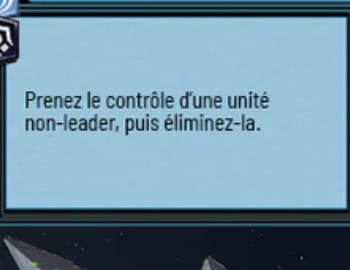 Prenez le contrôle d'une unité
non-leader, puis éliminez-la.